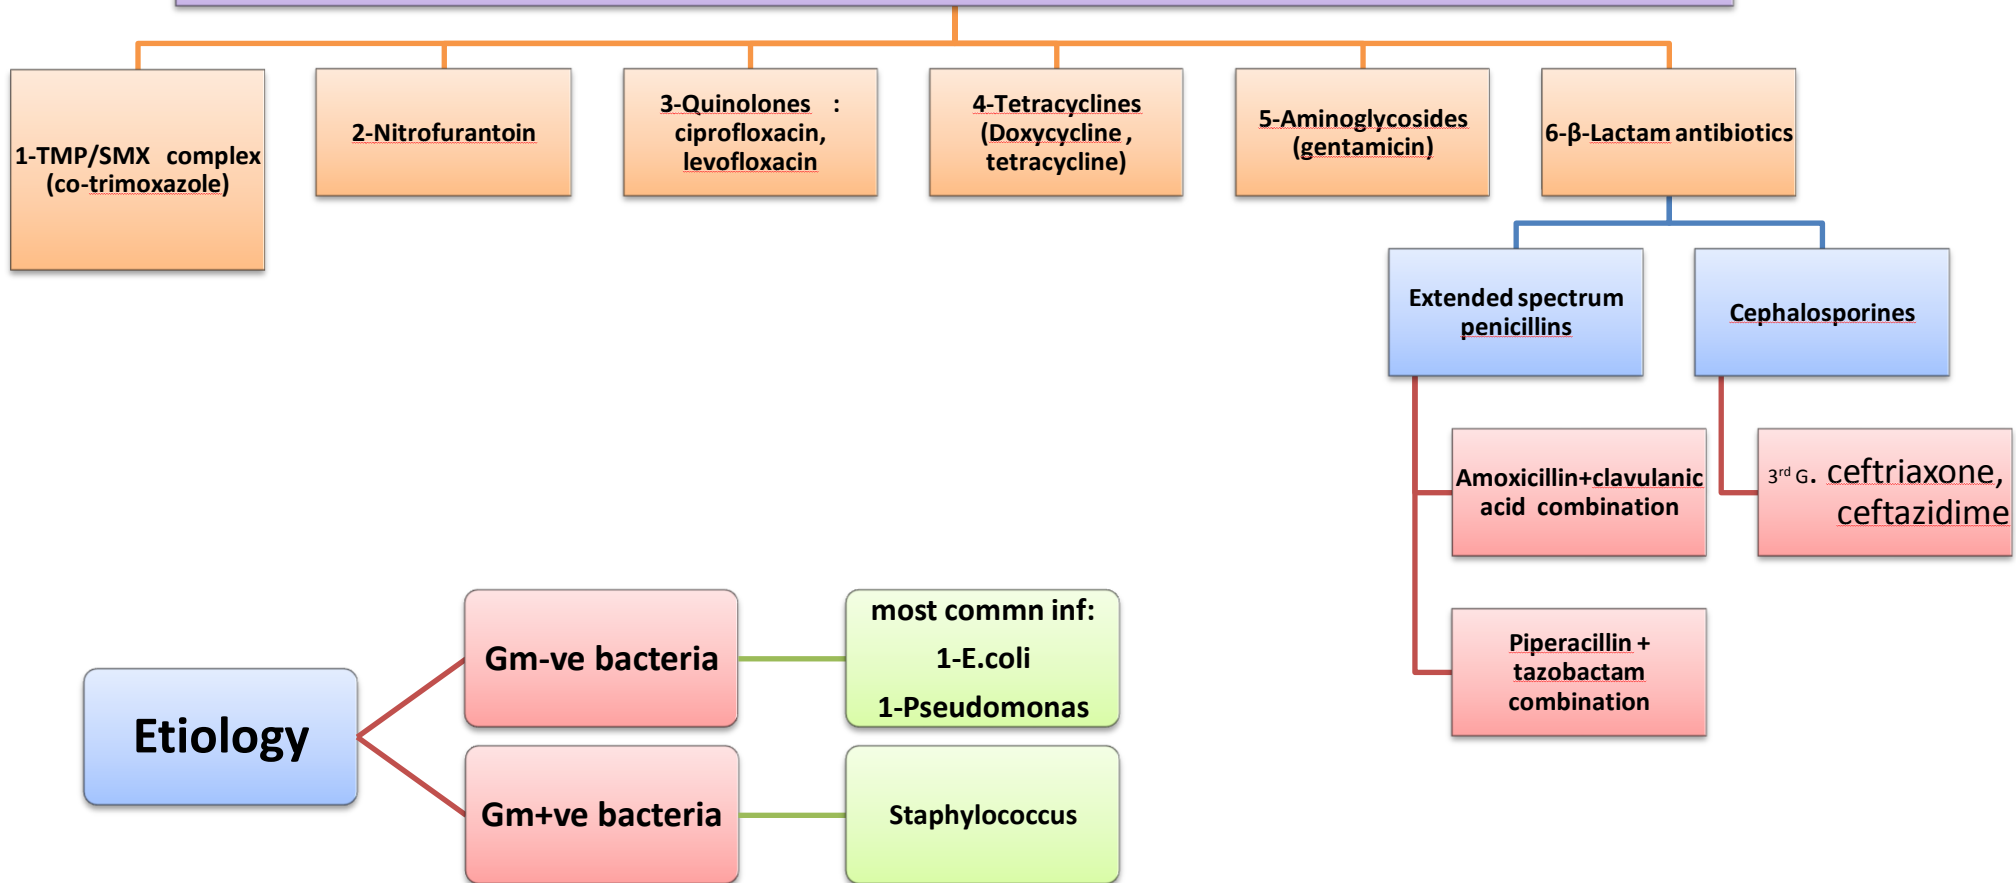 1-TMP/SMX complex
(co-trimoxazole)
2-Nitrofurantoin
3-Quinolones :
ciprofloxacin,
levofloxacin
4-Tetracyclines
(Doxycycline ,
tetracycline)
5-Aminoglycosides
(gentamicin)
6-β-Lactam antibiotics
Extended spectrum
penicillins
Cephalosporines
Amoxicillin+clavulanic
acid combination
3rd G. ceftriaxone,
ceftazidime
Piperacillin +
tazobactam
combination
Etiology
Gm-ve bacteria
most commn inf:
1-E.coli
1-Pseudomonas
Gm+ve bacteria
Staphylococcus